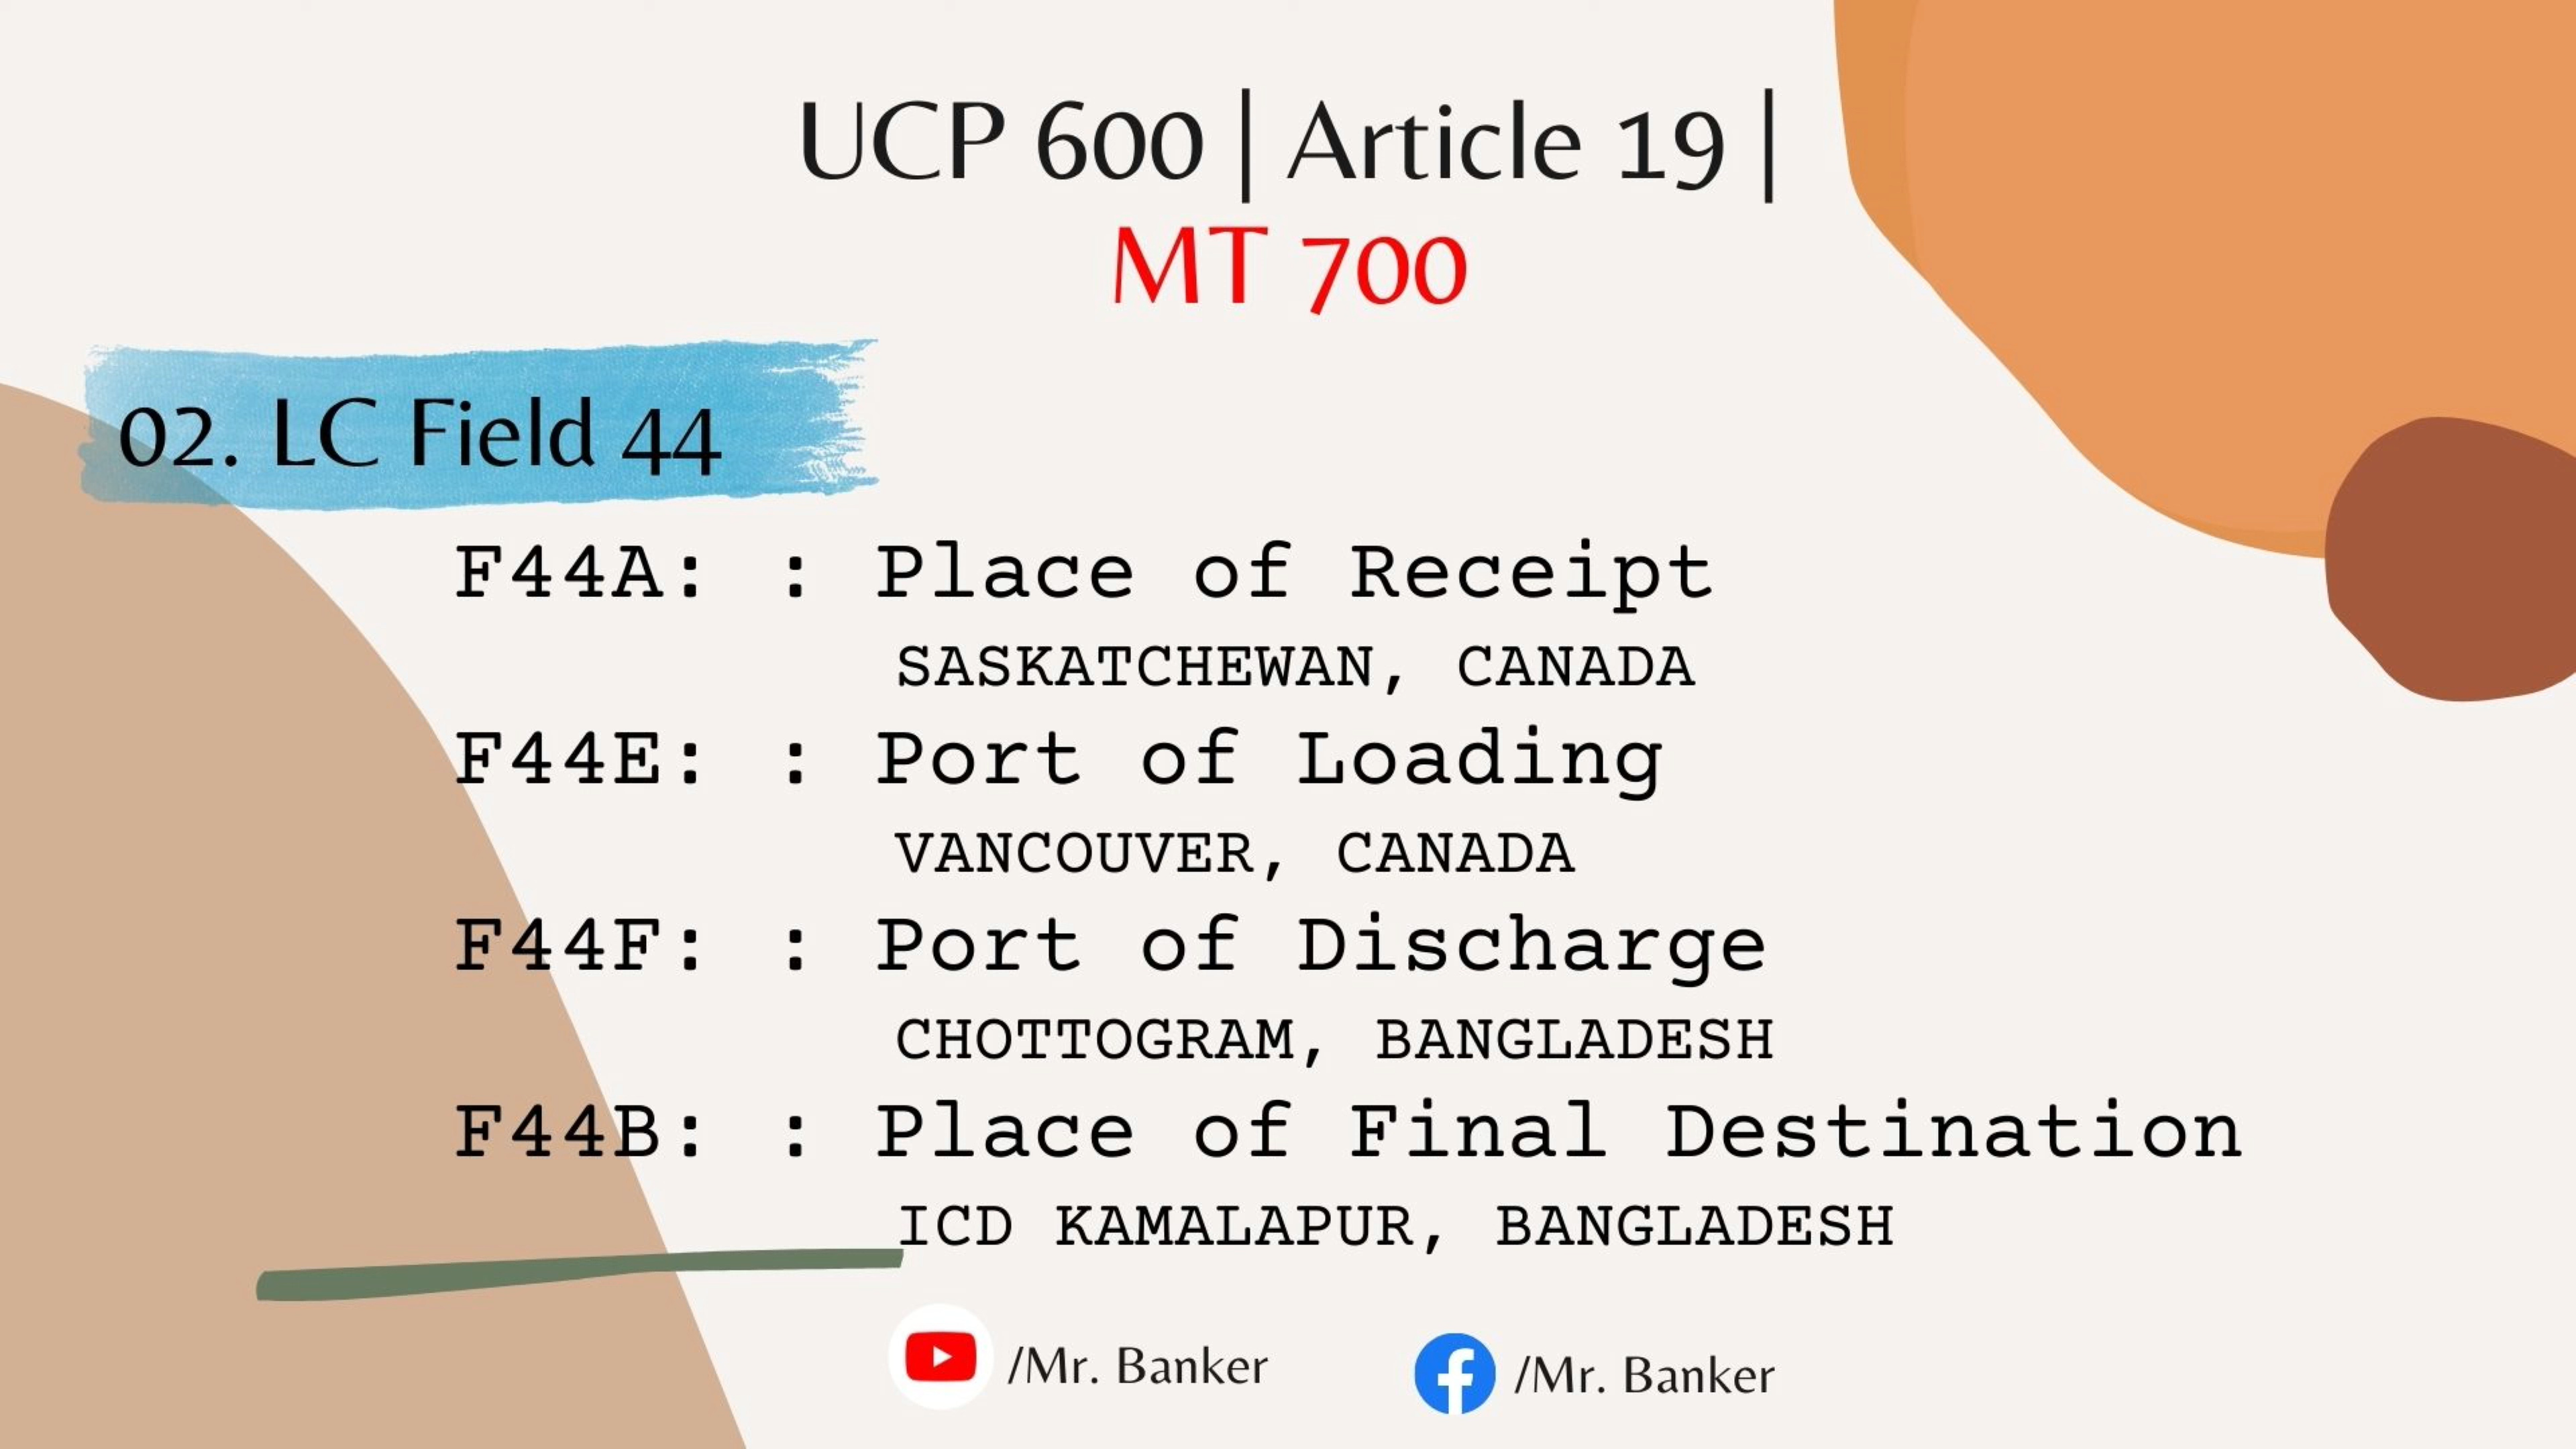 UCP 600 | Article 19 |
MT 700
02. LC Field 44
F44A: : Place of Receipt
SASKATCHEWAN, CANADA
F44E: : Port of Loading
VANCOUVER, CANADA
F44F: : Port of Discharge
CHOTTOGRAM, BANGLADESH
F44B: : Place of Final Destination
ICD KAMALAPUR, BANGLADESH
/Mr. Banker
/Mr. Banker